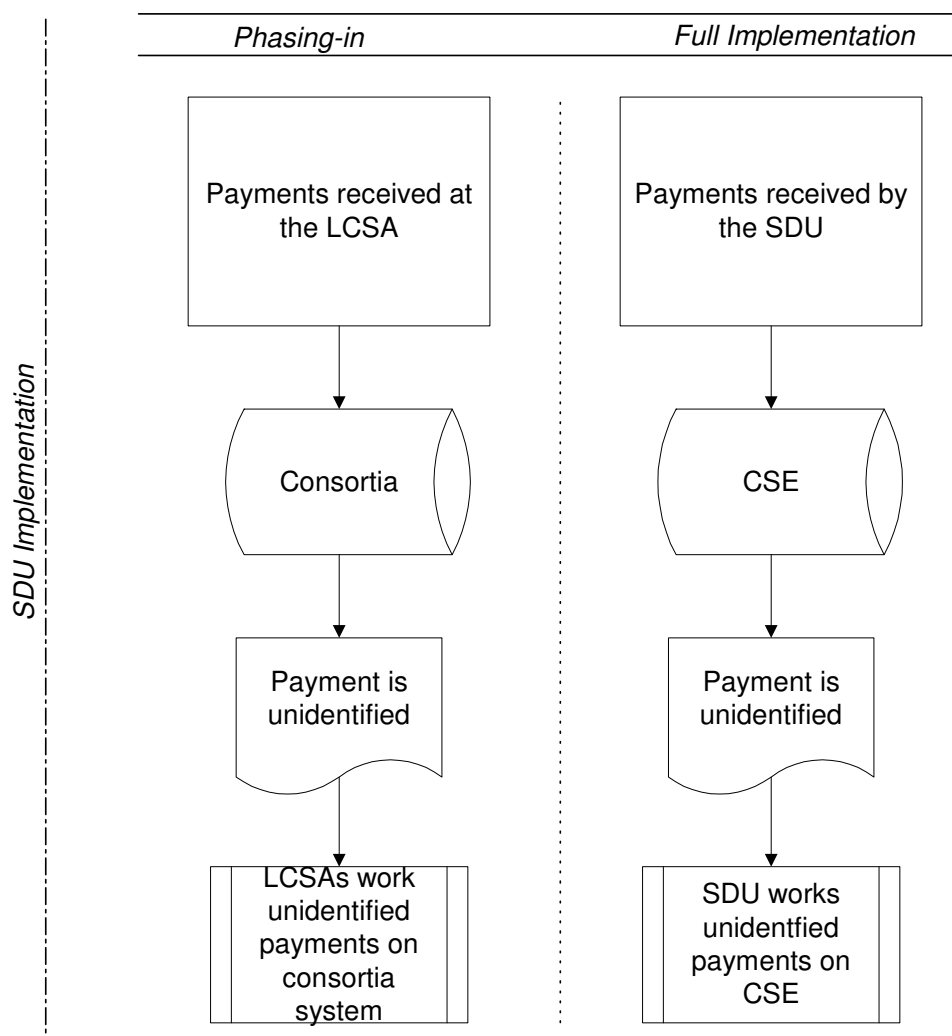 Phasing-in
Full Implementation
SDU Implementation
Payments received at
the LCSA
Consortia
Payment is
unidentified
LCSAs work
unidentified
payments on
consortia
system
Payments received by
the SDU
CSE
Payment is
unidentified
SDU works
unidentfied
payments on
CSE